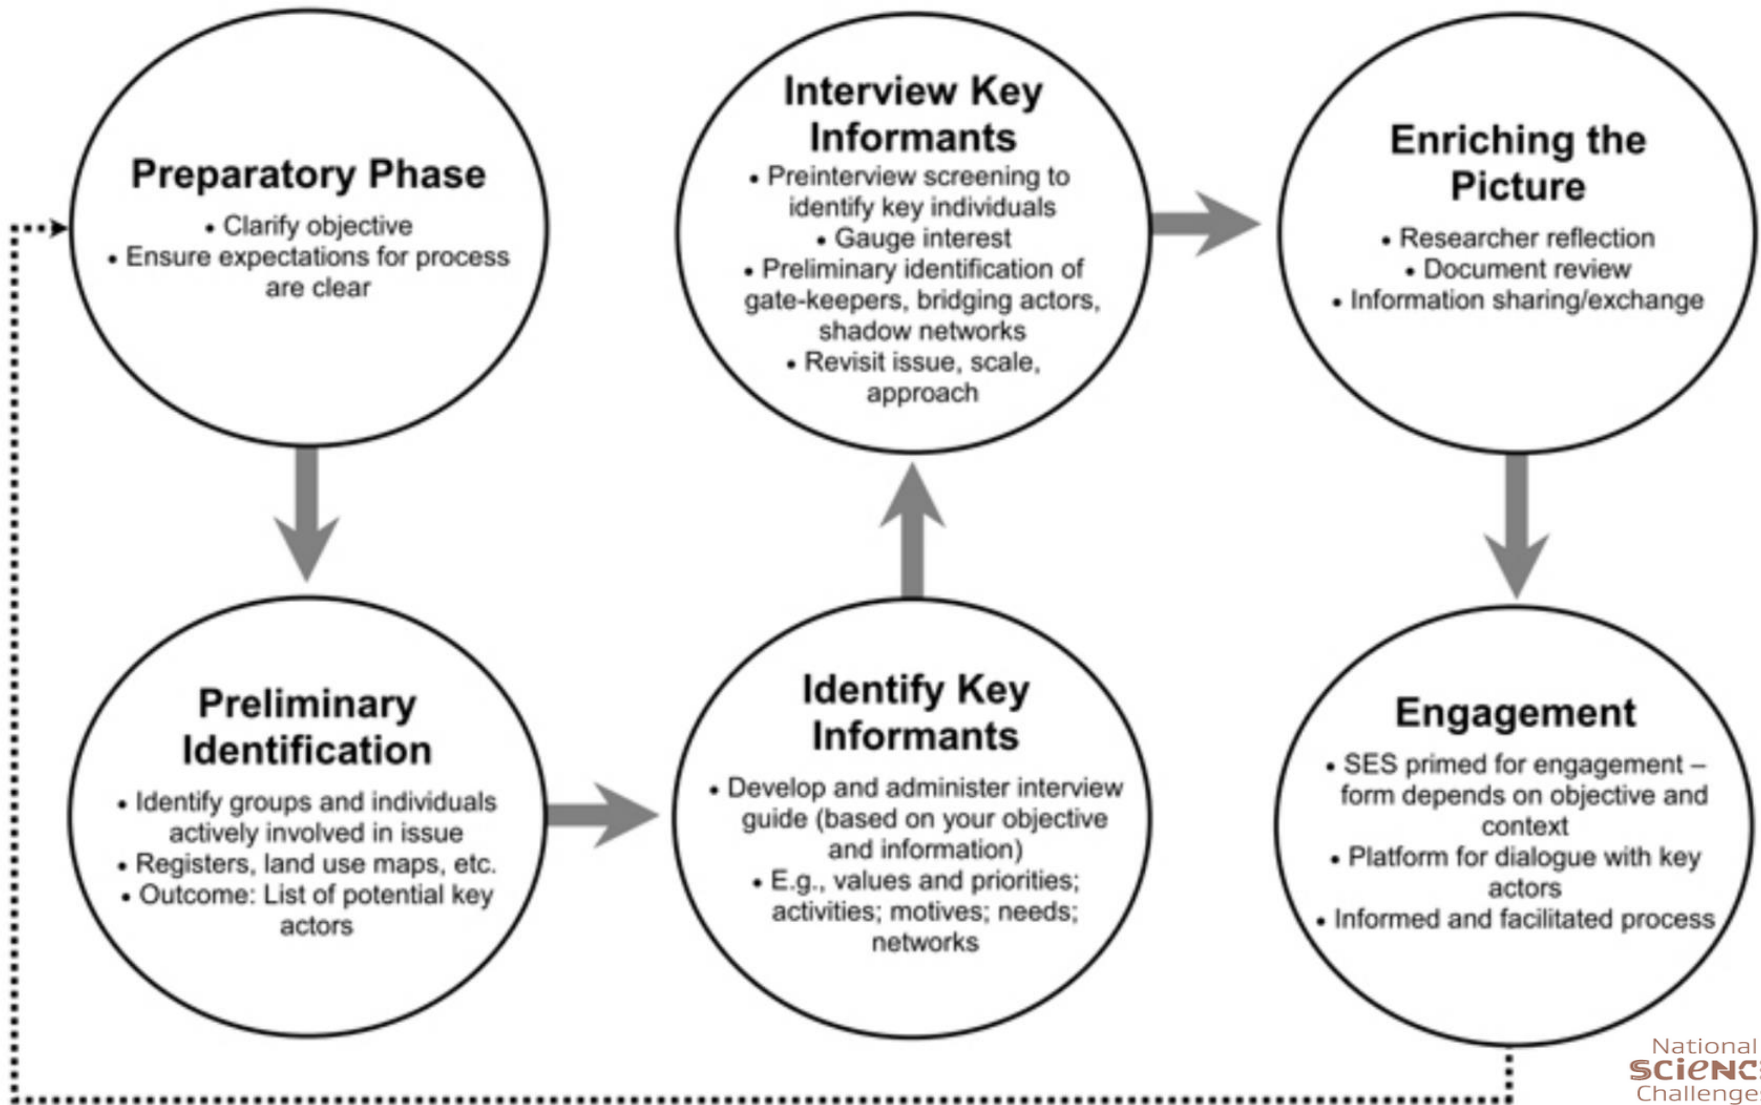 Preparatory Phase
• Clarify objective
• Ensure expectations for process
are clear
Preliminary
Identification
• Identify groups and individuals
actively involved in issue
• Registers, land use maps, etc.
• Outcome: List of potential key
actors
Identify Key
Informants
• Develop and administer interview
guide (based on your objective
and information)
• E.g., values and priorities;
activities; motives; needs;
networks
Interview Key
Informants
• Preinterview screening to
identify key individuals
• Gauge interest
• Preliminary identification of
gate-keepers, bridging actors,
shadow networks
• Revisit issue, scale,
approach
Enriching the
Picture
• Researcher reflection
• Document review
• Information sharing/exchange
Engagement
• SES primed for engagement –
form depends on objective and
context
• Platform for dialogue with key
actors
• Informed and facilitated process
National
SCiENC
Challenge